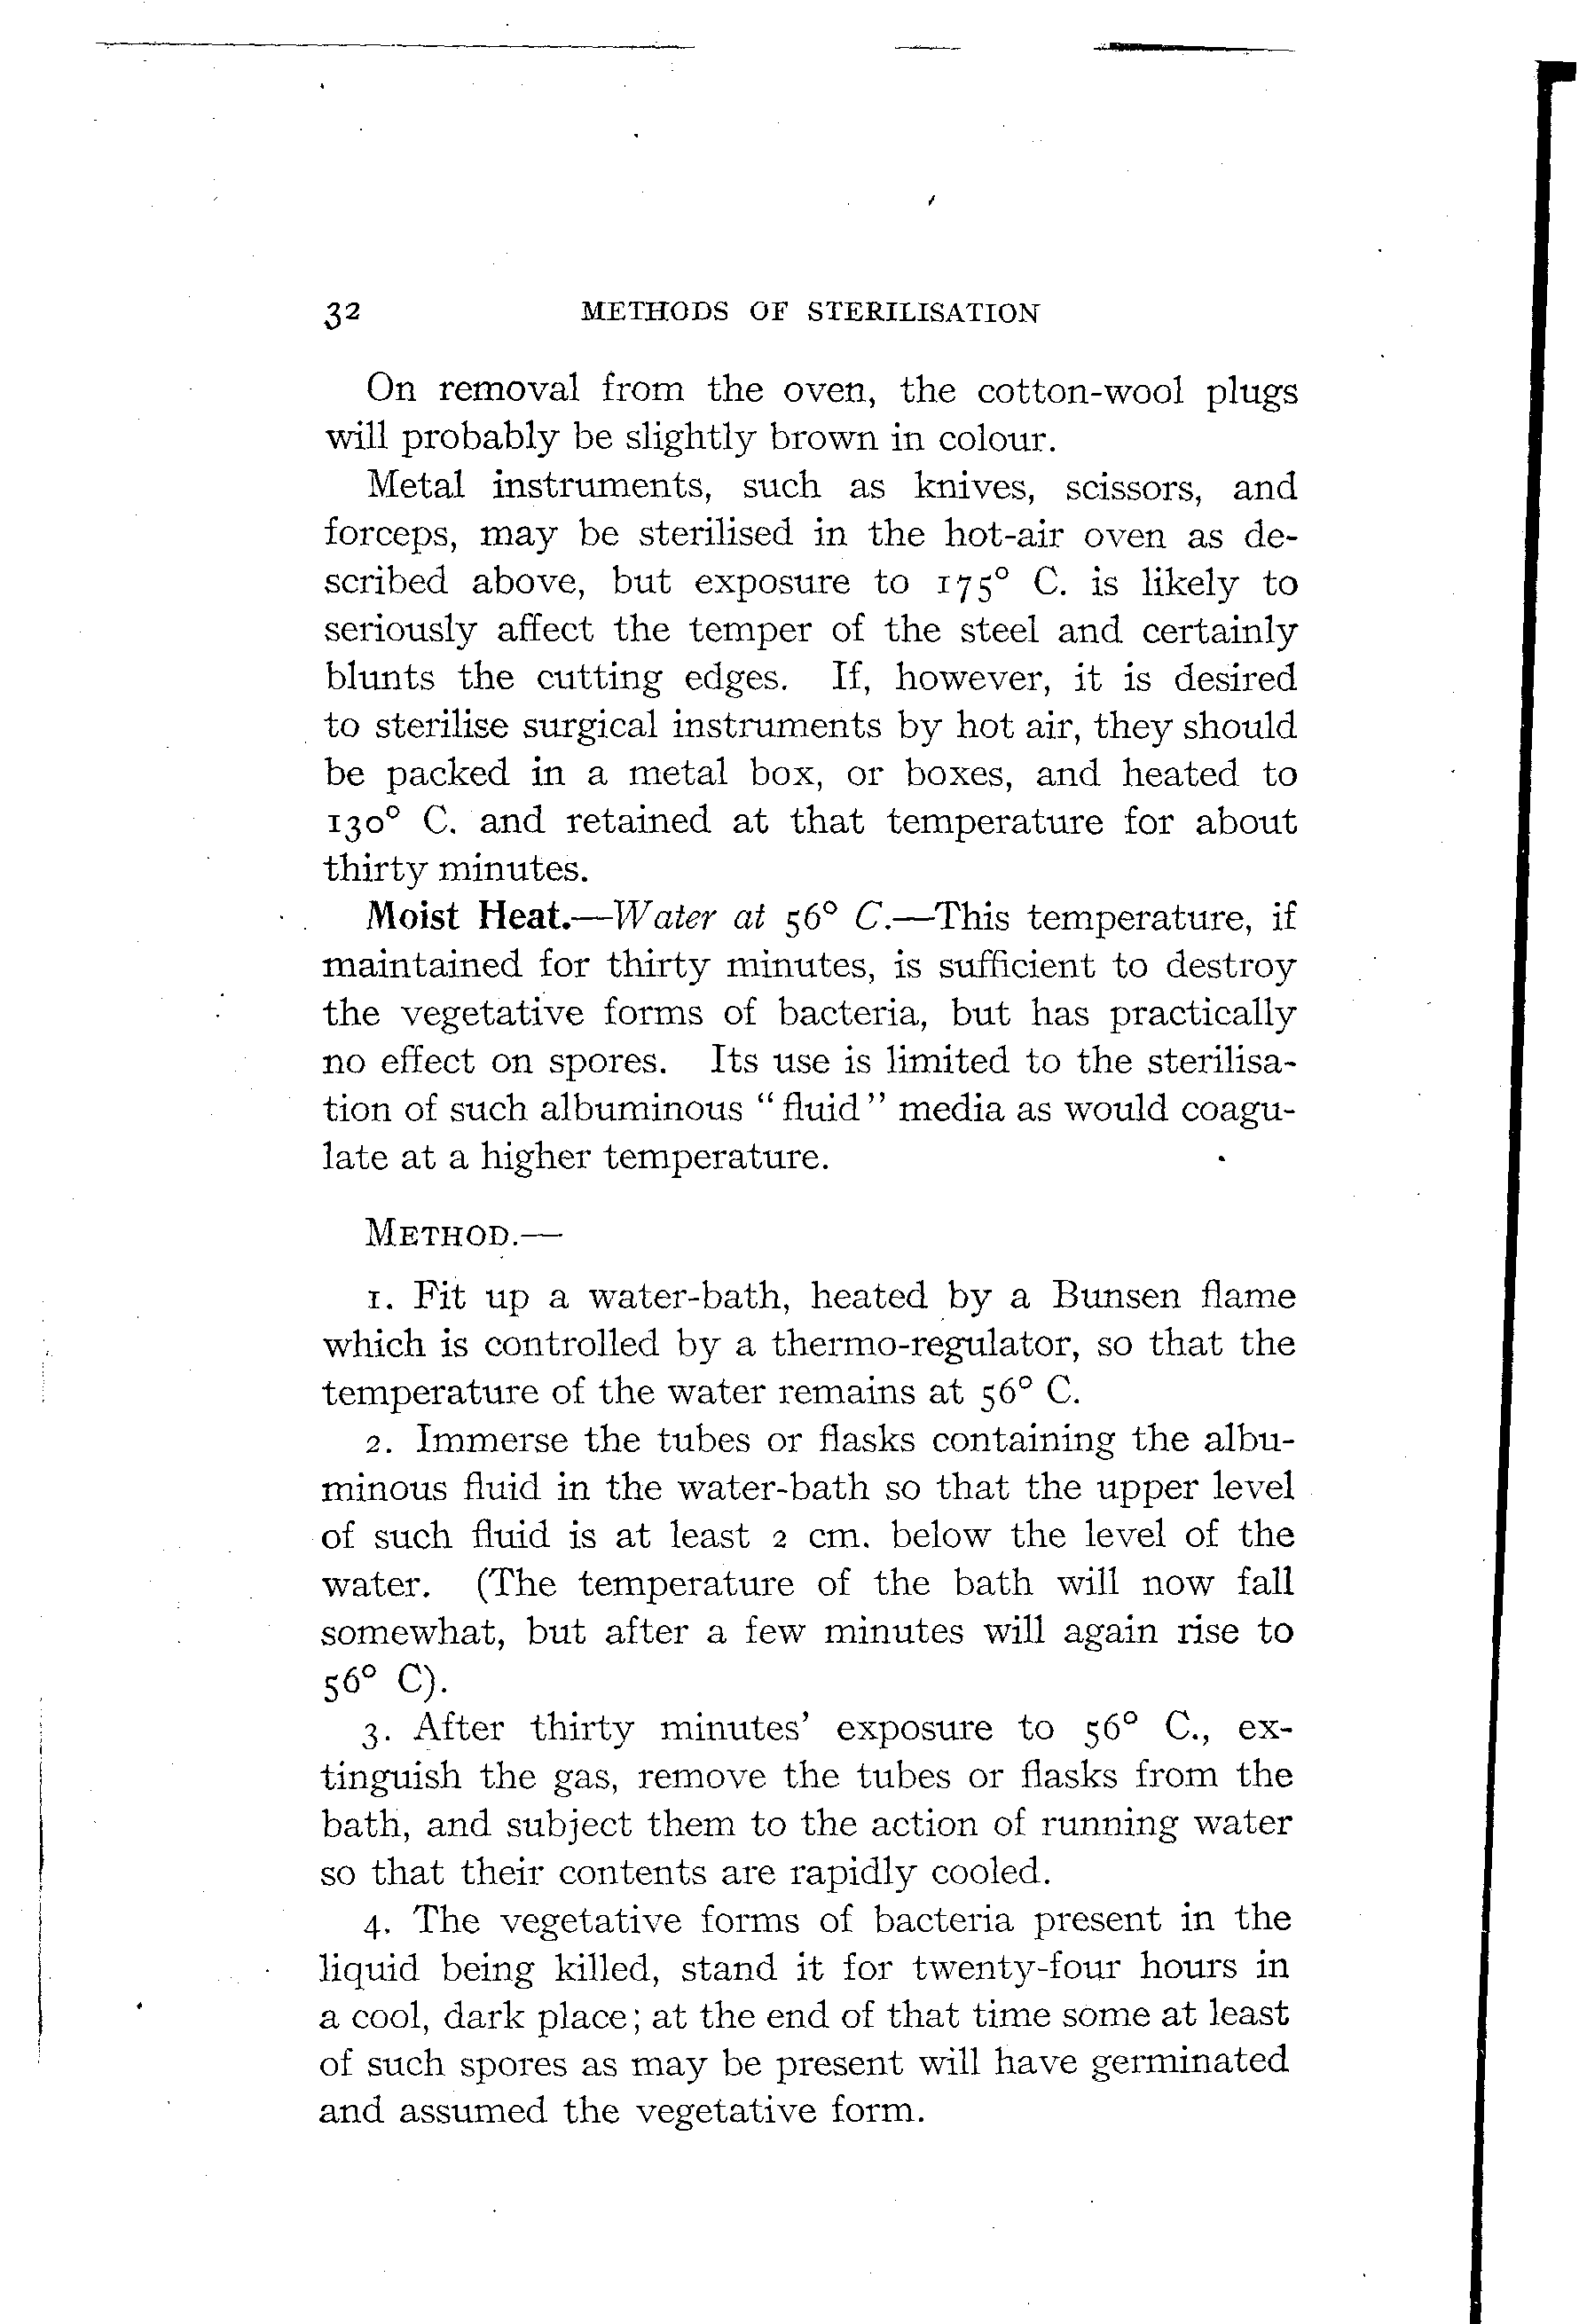 32 METHODS OF STERILISATION
On removal from the oven, the cotton-wool plugs
will probably be slightly brown in colour.
Metal instruments, such as knives, scissors, and
forceps, may be sterilised in the hot-air oven as de-
scribed above, but exposure to 175° C. is likely to
seriously affect the temper of the steel and certainly
blunts the cutting edges. If, however, it is desired
to sterilise surgical instruments by hot air, they should
be packed in a metal box, or boxes, and heated to
130° C. and retained at that temperature for about
thirty minutes.
Moist Heat.—Water at 56° C.—This temperature, if
maintained for thirty minutes, is sufficient to destroy
the vegetative forms of bacteria, but has practically
no effect on spores. Its use is limited to the sterilisa-
tion of such albuminous “fluid” media as would coagu-
late at a higher temperature.
METHOD.—
1. Fit up a water-bath, heated by a Bunsen flame
which is controlled by a thermo-regulator, so that the
temperature of the water remains at 56° C.
2. Immerse the tubes or flasks containing the albu-
minous fluid in the water-bath so that the upper level
of such fluid is at least 2 cm. below the level of the
water. (The temperature of the bath will now fall
somewhat, but after a few minutes will again rise to
56° C).
3. After thirty minutes’ exposure to 56° C., ex-
tinguish the gas, remove the tubes or flasks from the
bath, and subject them to the action of running water
so that their contents are rapidly cooled.
4. The vegetative forms of bacteria present in the
liquid being killed, stand it for twenty-four hours in
a cool, dark place; at the end of that time some at least
of such spores as may be present will have germinated
and assumed the vegetative form.